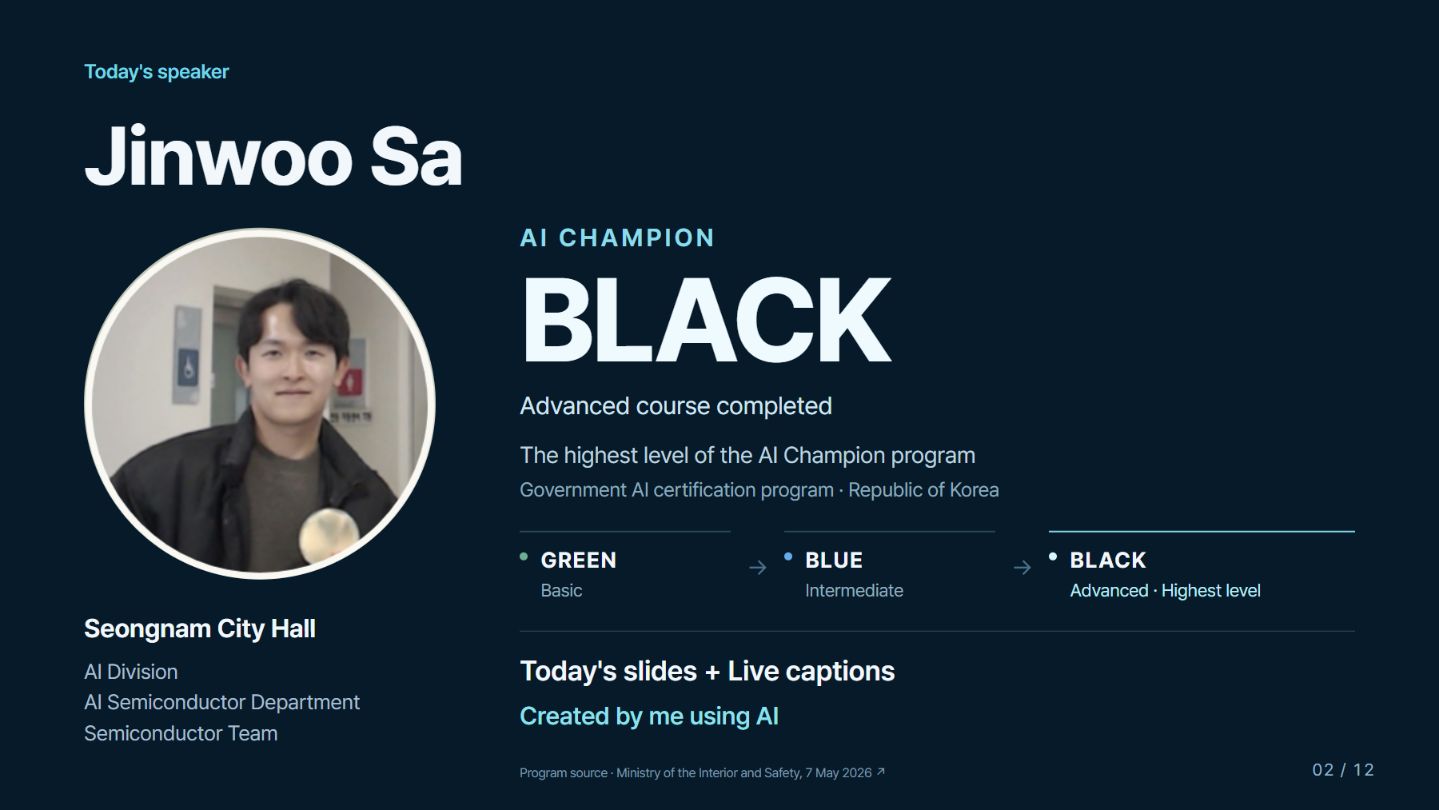 Today's speaker
Jinwoo Sa
AI CHAMPION
BLACK
Advanced course completed
The highest level of the AI Champion program
Government AI certification program · Republic of Korea
GREEN
Basic
→
BLUE
Intermediate
→
BLACK
Advanced · Highest level
Seongnam City Hall
AI Division
AI Semiconductor Department
Semiconductor Team
Today's slides + Live captions
Created by me using AI
Program source · Ministry of the Interior and Safety, 7 May 2026 ↗
02 / 12